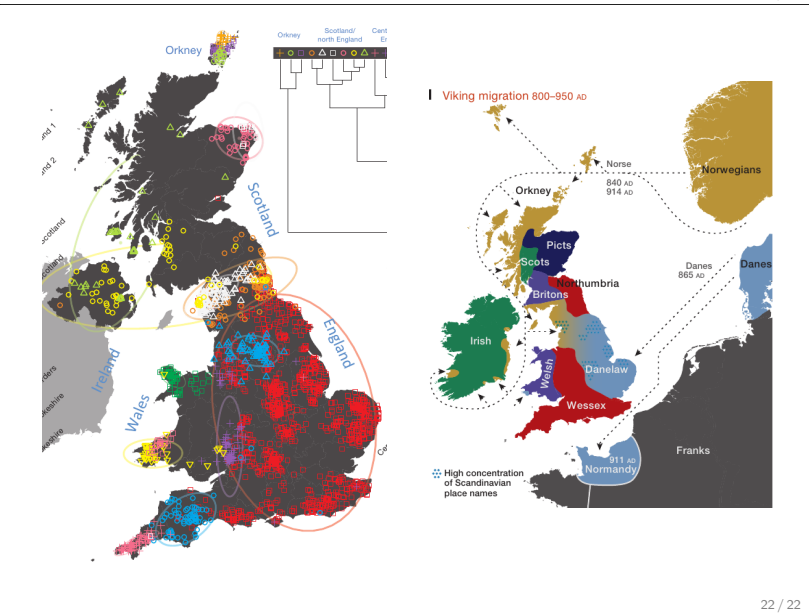 Orkney
Scotland/
north England
Orkney
Scotland
England
Ireland
Wales
I Viking migration 800–950 AD
Norse
840 AD
914 AD
Norwegians
Orkney
Picts
Scots
Danes
865 AD
Danes
Northumbria
Britons
Irish
Welsh
Danelaw
Wessex
Franks
911 AD
Normandy
High concentration
of Scandinavian
place names
22 / 22